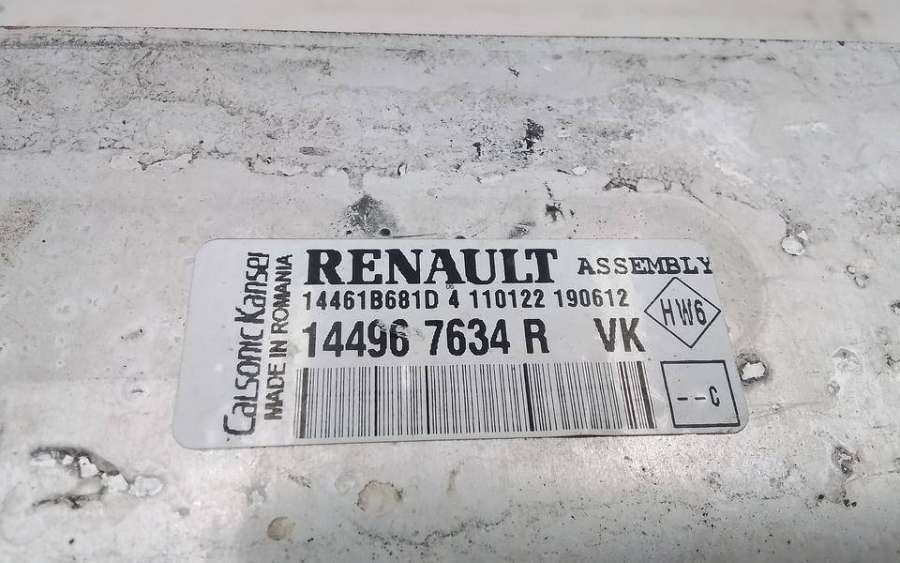 Calsonic Kansei
MADE IN ROMANIA
RENAULT ASSEMBLY
14461B681D 4 110122 190612
14496 7634 R VK
HW6
--C